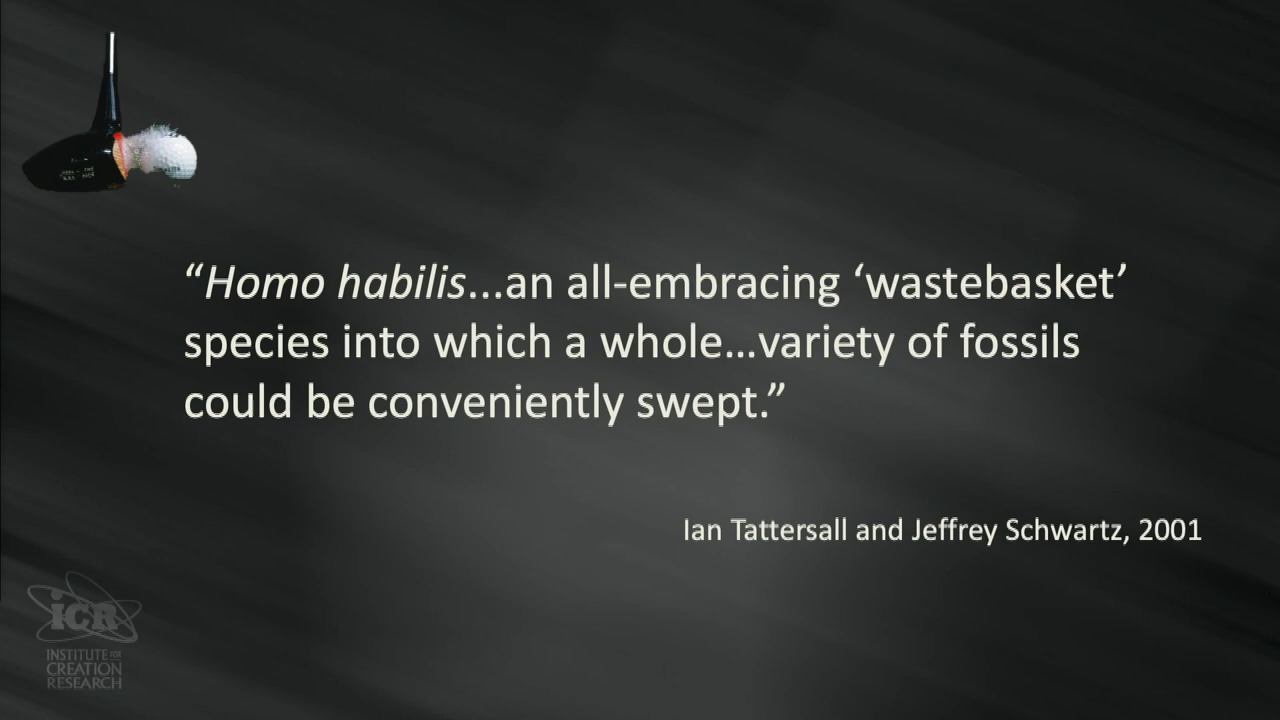 “Homo habilis...an all-embracing ‘wastebasket’
species into which a whole…variety of fossils
could be conveniently swept.”
Ian Tattersall and Jeffrey Schwartz, 2001
iCR
INSTITUTE FOR
CREATION
RESEARCH